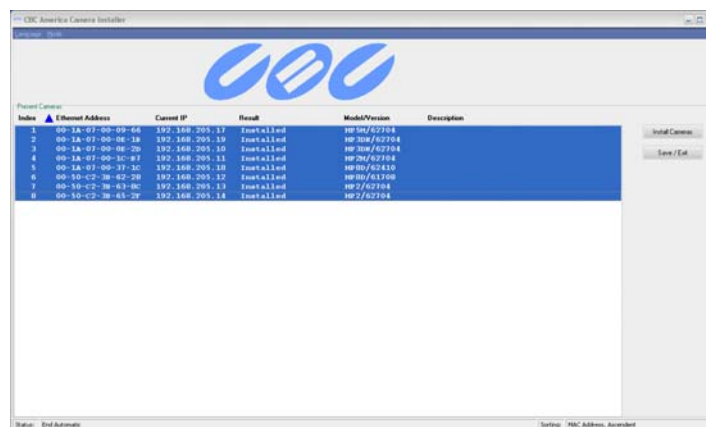 CBC America Camera Installer
Language Mode
CBC
Present Cameras
Index Ethernet Address Current IP Result Model/Version Description
1 00-1A-07-00-09-66 192.168.205.17 Installed MP5M/62704
2 00-1A-07-00-0E-1B 192.168.205.19 Installed MP3DN/62704
3 00-1A-07-00-0E-2D 192.168.205.10 Installed MP3DN/62704
4 00-1A-07-00-1C-B7 192.168.205.11 Installed MP2M/62704
5 00-1A-07-00-37-1C 192.168.205.18 Installed MP8D/62410
6 00-50-C2-3B-62-20 192.168.205.12 Installed MP8D/61700
7 00-50-C2-3B-63-0C 192.168.205.13 Installed MP2/62704
8 00-50-C2-3B-65-2F 192.168.205.14 Installed MP2/62704
Install Cameras
Save / Exit
Status: End Automatic
Sorting: MAC Address, Ascendent